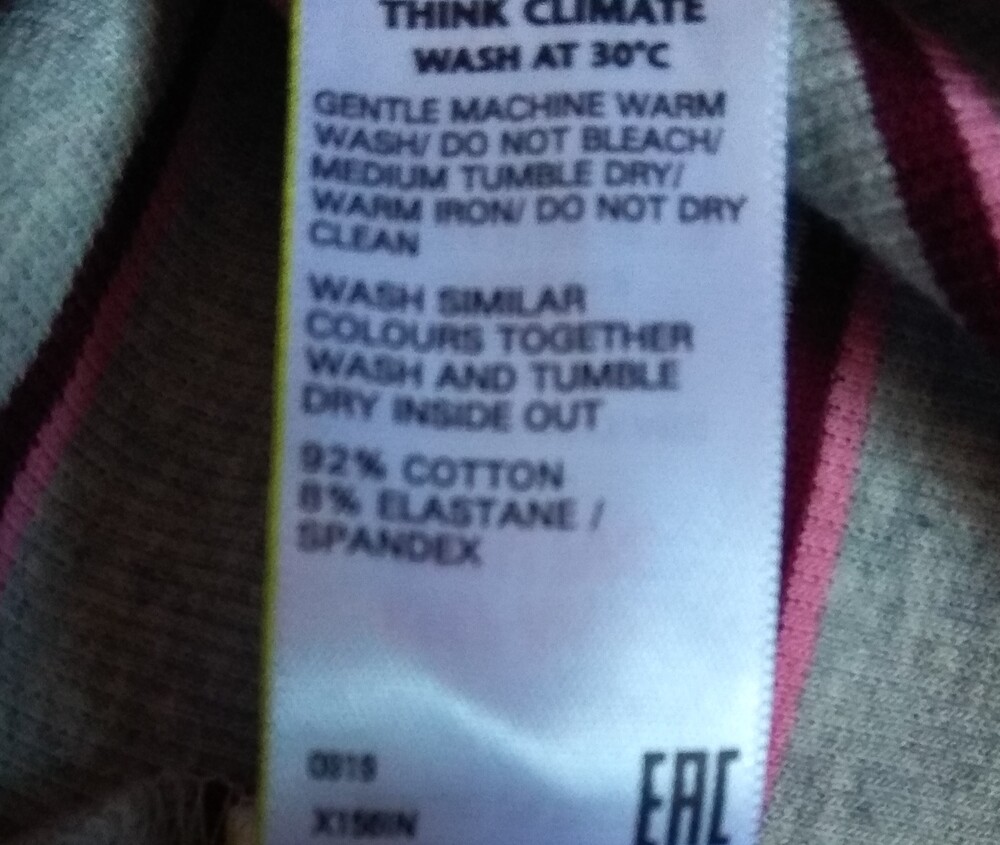 THINK CLIMATE
WASH AT 30°C
GENTLE MACHINE WARM
WASH/ DO NOT BLEACH/
MEDIUM TUMBLE DRY/
WARM IRON/ DO NOT DRY
CLEAN
WASH SIMILAR
COLOURS TOGETHER
WASH AND TUMBLE
DRY INSIDE OUT
92% COTTON
8% ELASTANE /
SPANDEX
EAC